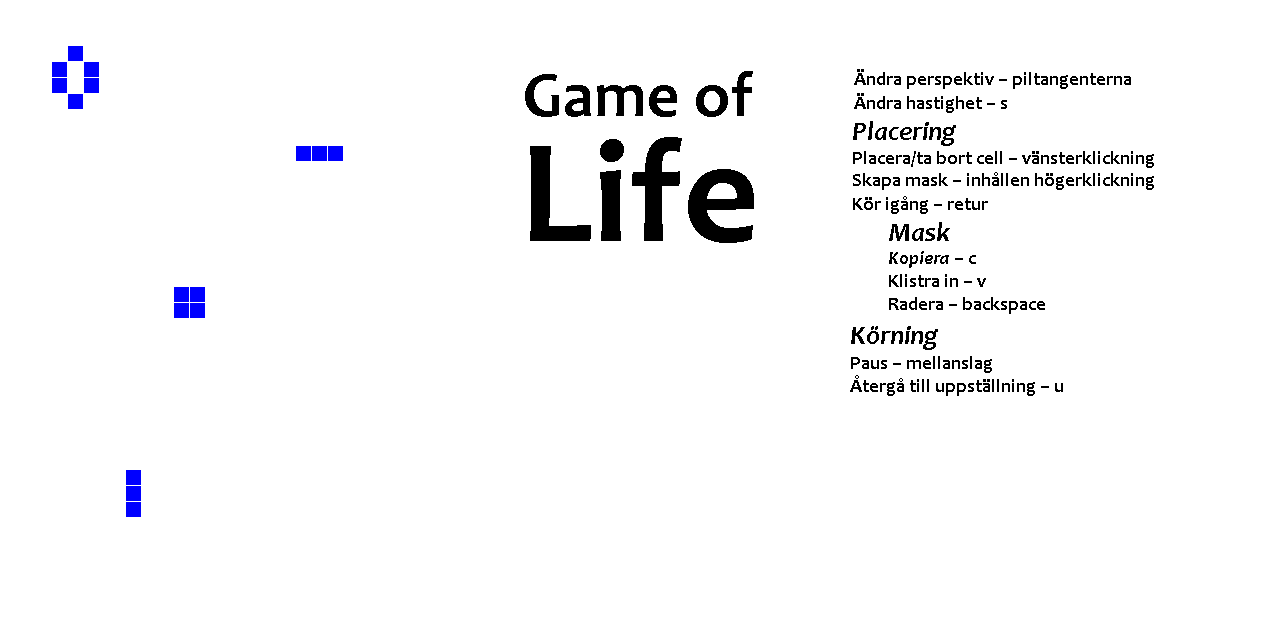 Game of
Life
Ändra perspektiv – piltangenterna
Ändra hastighet – s
Placering
Placera/ta bort cell – vänsterklickning
Skapa mask – inhållen högerklickning
Kör igång – retur
Mask
Kopiera – c
Klistra in – v
Radera – backspace
Körning
Paus – mellanslag
Återgå till uppställning – u